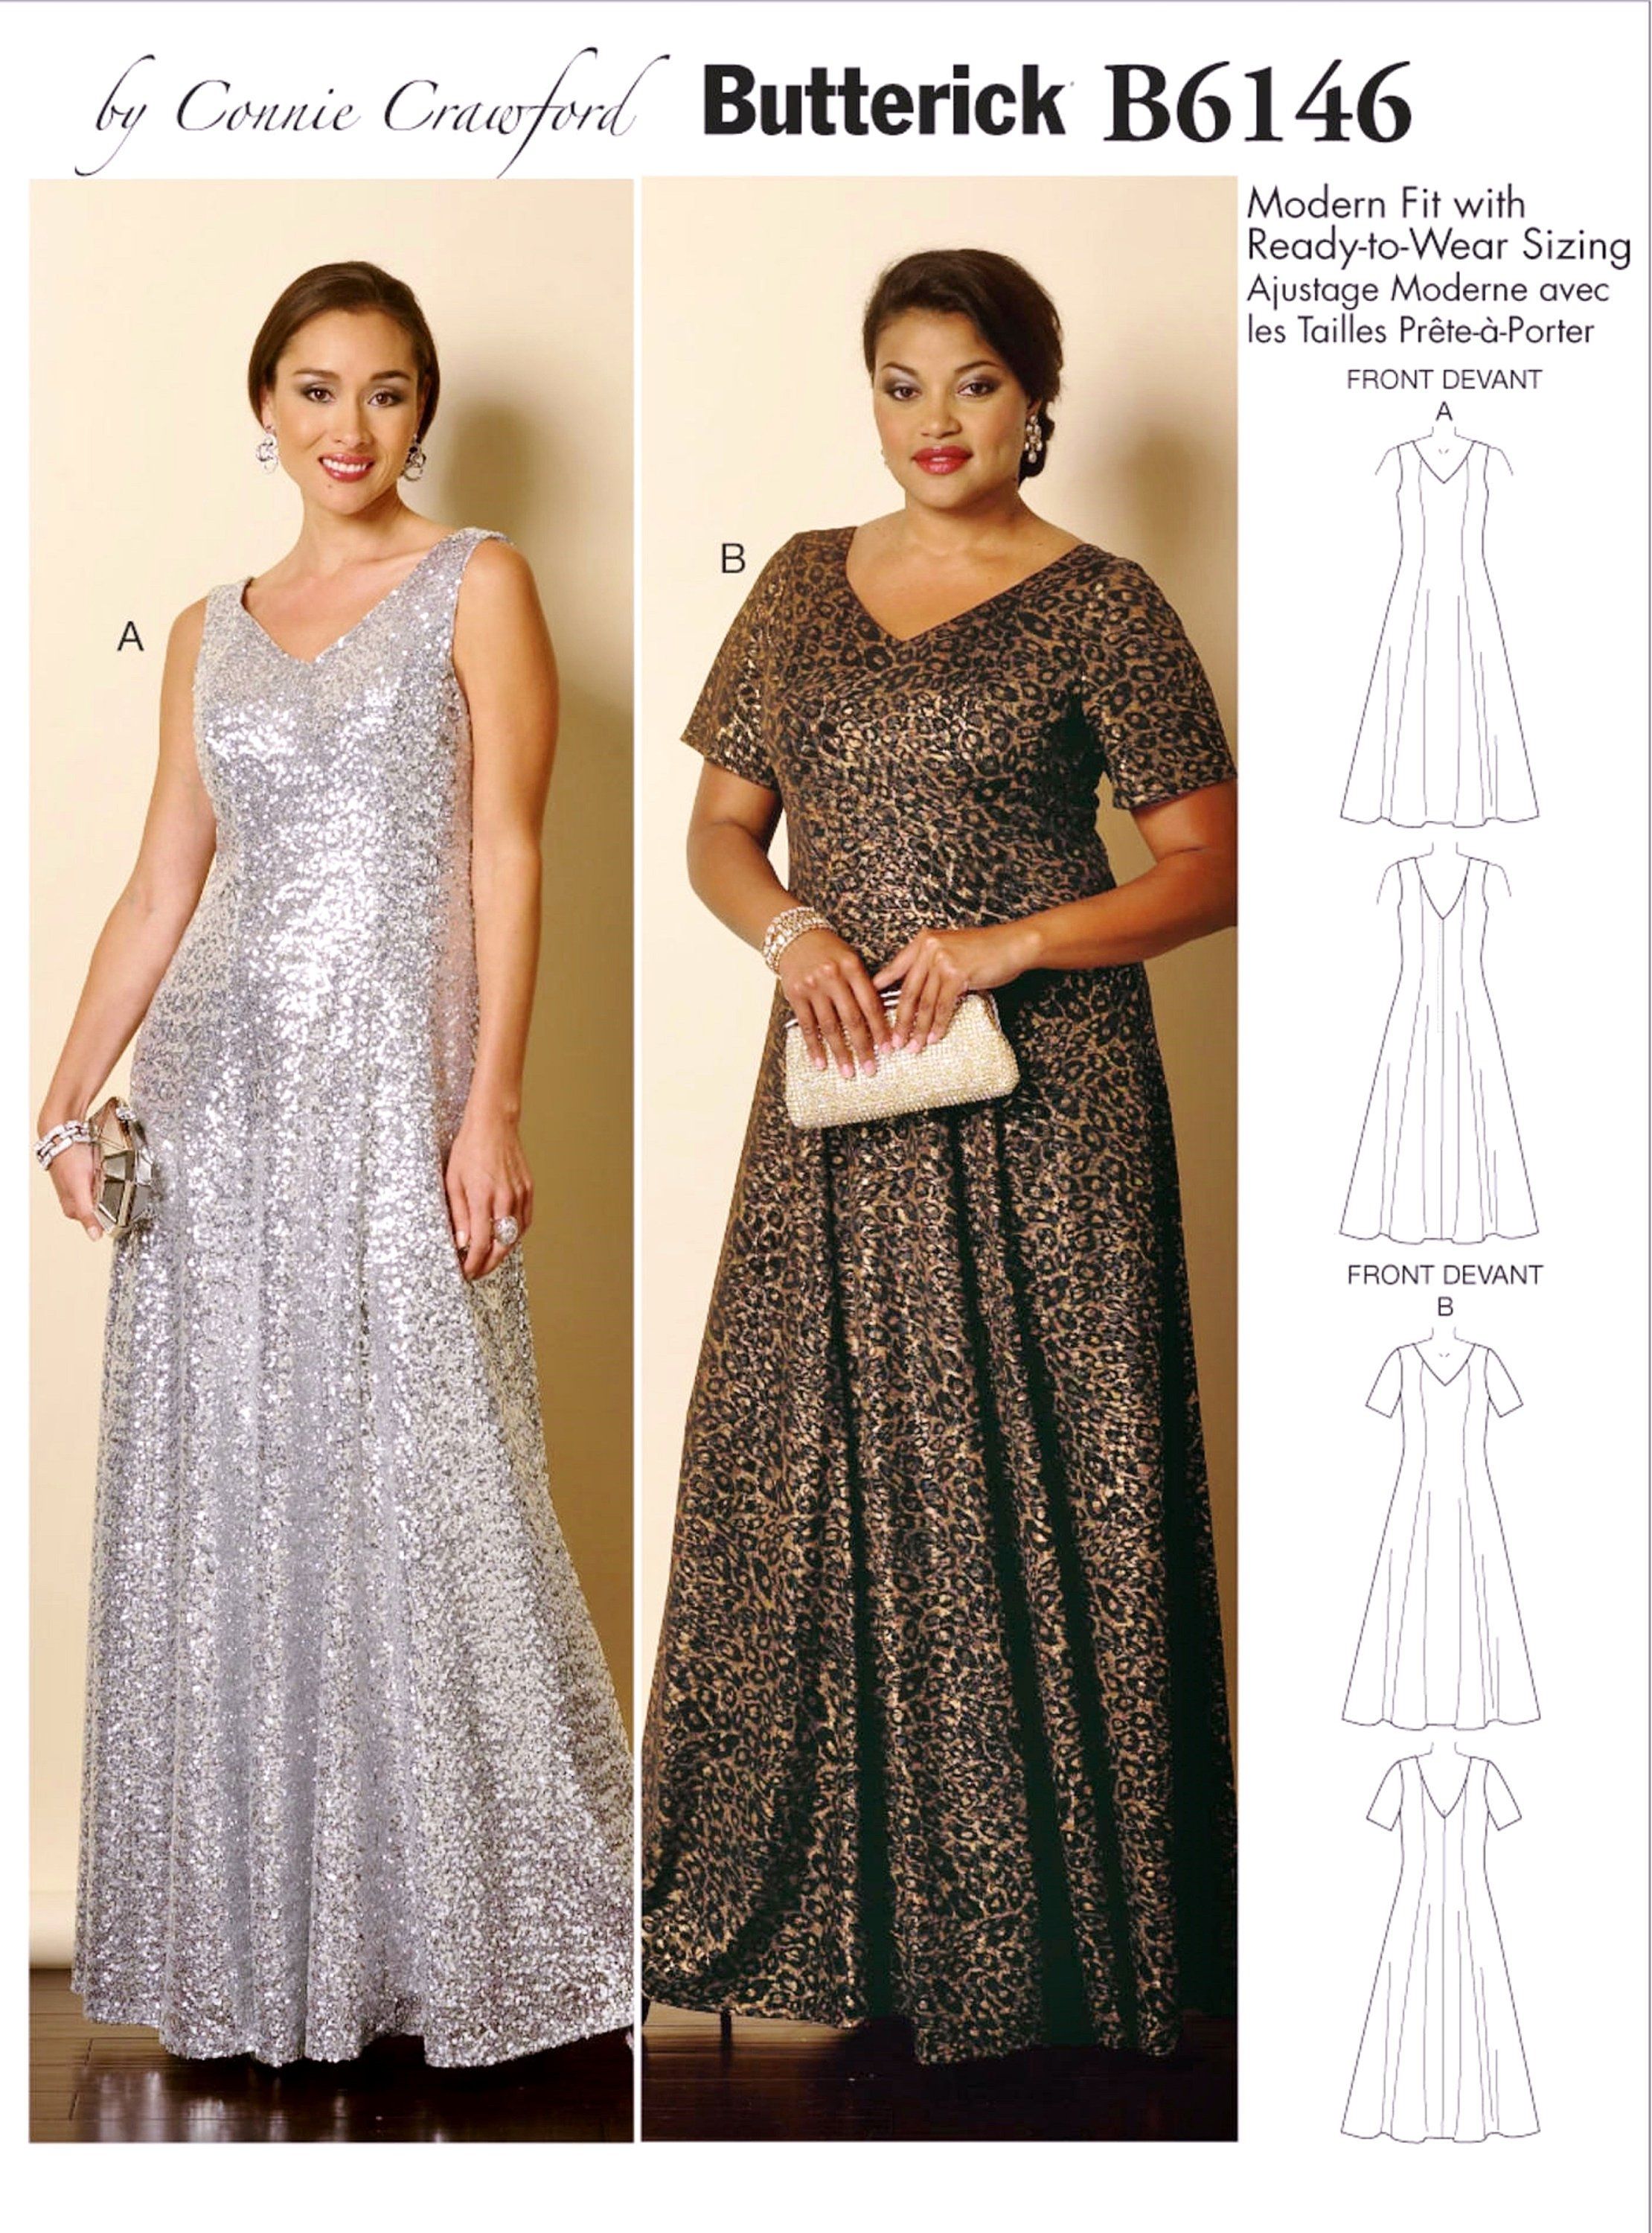 by Connie Crawford Butterick B6146
Modern Fit with
Ready-to-Wear Sizing
Ajustage Moderne avec
les Tailles Prête-à-Porter
FRONT DEVANT
A
A
B
FRONT DEVANT
B